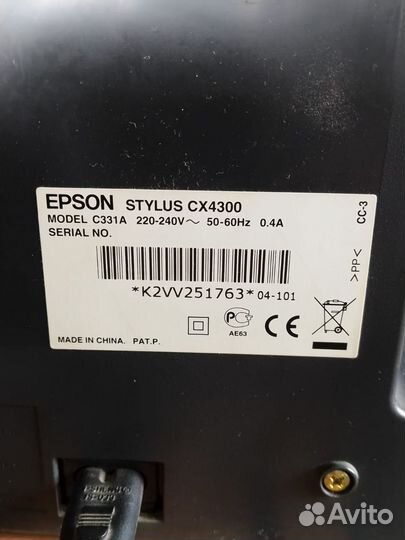 EPSON STYLUS CX4300
MODEL C331A 220-240V~ 50-60Hz 0.4A
SERIAL NO.
*K2VV251763* 04-101
AE63
MADE IN CHINA. PAT.P.
CC-3
>PP<
Avito